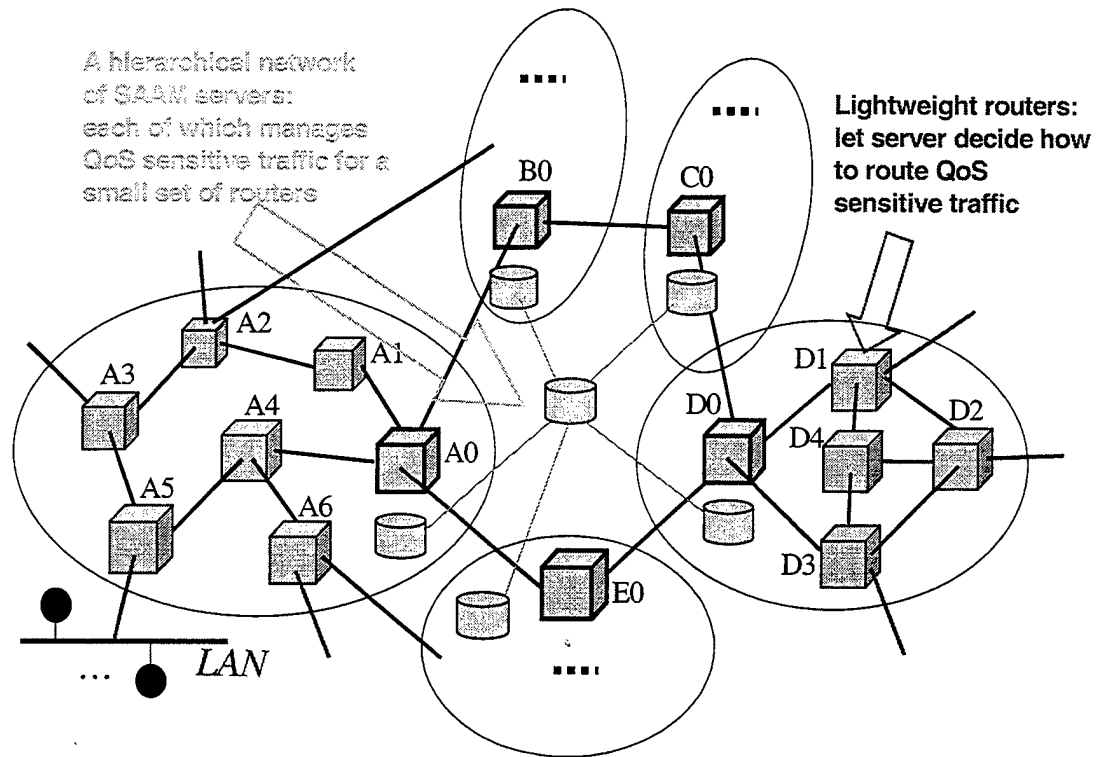 A hierarchical network
of SAAM servers:
each of which manages
QoS sensitive traffic for a
small set of routers
Lightweight routers:
let server decide how
to route QoS
sensitive traffic
B0
C0
A2
A1
A3
A4
A0
A5
A6
D1
D0
D2
D4
D3
E0
LAN
...